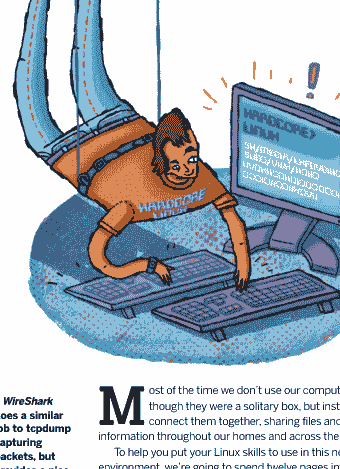 HARDCORE?
LINUX
HARDCORE
LINUX
WireShark
oes a similar
ob to tcpdump
apturing
ackets, but
Most of the time we don't use our comput
though they were a solitary box, but inst
connect them together, sharing files and
information throughout our homes and across the
To help you put your Linux skills to use in this ne
environment, we're going to spend twelve pages in